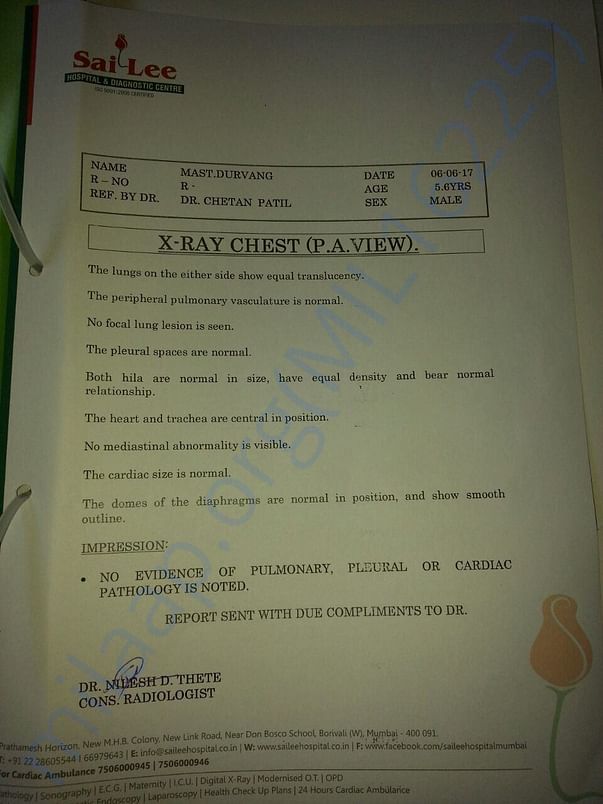 Sai Lee
HOSPITAL & DIAGNOSTIC CENTRE
ISO 9001:2008 CERTIFIED
NAME MAST.DURVANG DATE 06-06-17
R – NO R - AGE 5.6YRS
REF. BY DR. DR. CHETAN PATIL SEX MALE
X-RAY CHEST (P.A.VIEW).
The lungs on the either side show equal translucency.
The peripheral pulmonary vasculature is normal.
No focal lung lesion is seen.
The pleural spaces are normal.
Both hila are normal in size, have equal density and bear normal
relationship.
The heart and trachea are central in position.
No mediastinal abnormality is visible.
The cardiac size is normal.
The domes of the diaphragms are normal in position, and show smooth
outline.
IMPRESSION:
• NO EVIDENCE OF PULMONARY, PLEURAL OR CARDIAC
PATHOLOGY IS NOTED.
REPORT SENT WITH DUE COMPLIMENTS TO DR.
DR. NILESH D. THETE
CONS. RADIOLOGIST
Prathamesh Horizon, New M.H.B. Colony, New Link Road, Near Don Bosco School, Borivali (W), Mumbai - 400 091.
T: +91 22 28605544 | 66979643 | E: info@saileehospital.co.in | W: www.saileehospital.co.in | F: www.facebook.com/saileehospitalmumbai
For Cardiac Ambulance 7506000945 | 7506000946
Pathology | Sonography | E.C.G. | Maternity | I.C.U. | Digital X-Ray | Modernised O.T. | OPD
Endoscopy | Laparoscopy | Health Check Up Plans | 24 Hours Cardiac Ambulance
milaap.org(MIL162225)